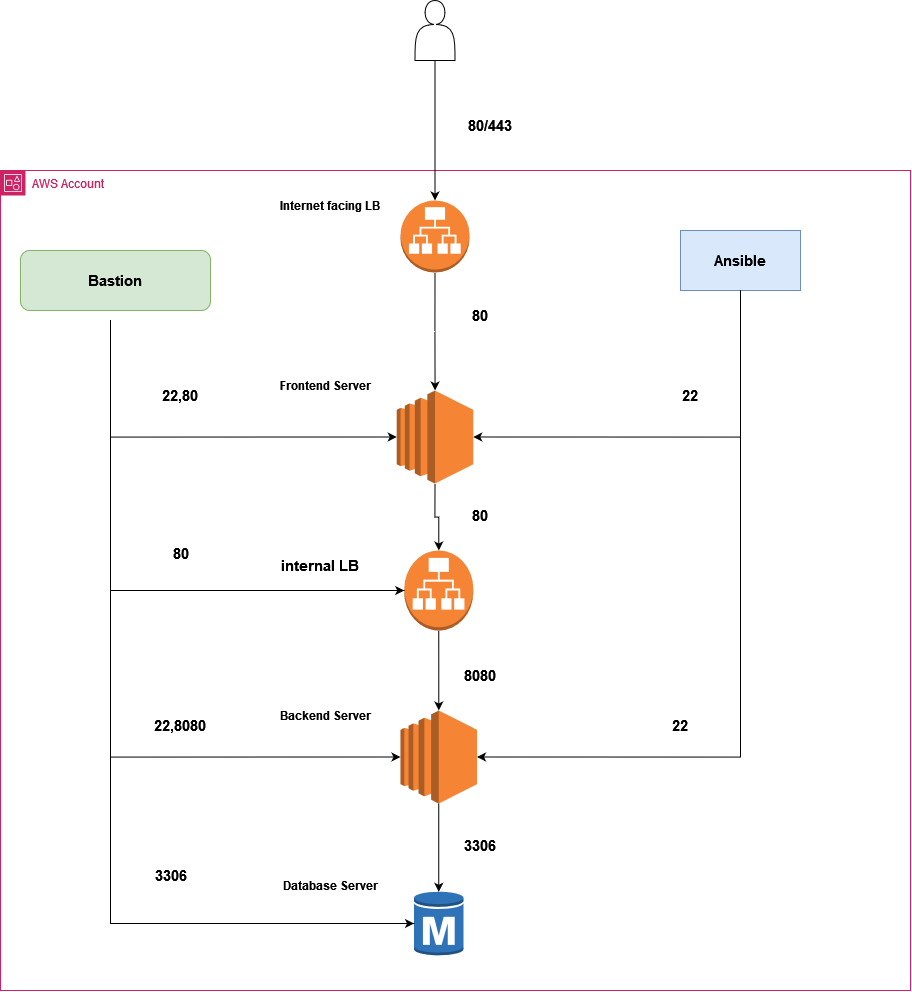 80/443
AWS Account
Internet facing LB
Bastion
Ansible
80
Frontend Server
22,80
22
80
80
internal LB
8080
Backend Server
22,8080
22
3306
3306
Database Server
M